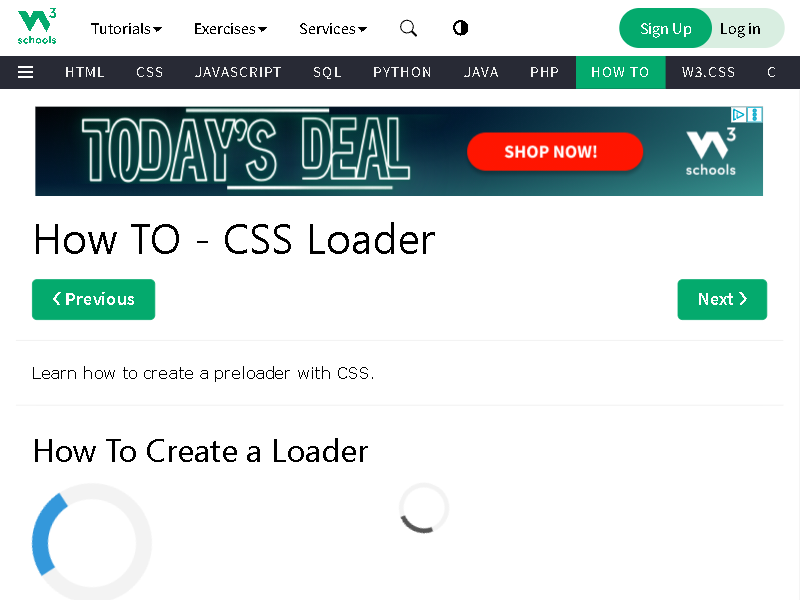 3
schools
Tutorials Exercises Services Sign Up Log in
HTML CSS JAVASCRIPT SQL PYTHON JAVA PHP HOW TO W3.CSS C
TODAY'S DEAL SHOP NOW! 3
schools
How TO - CSS Loader
❮ Previous Next ❯
Learn how to create a preloader with CSS.
How To Create a Loader